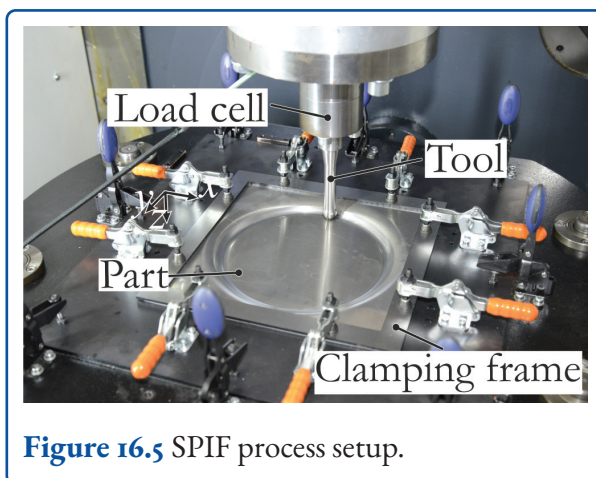 Load cell
Tool
x
y
z
Part
Clamping frame
Figure 16.5 SPIF process setup.